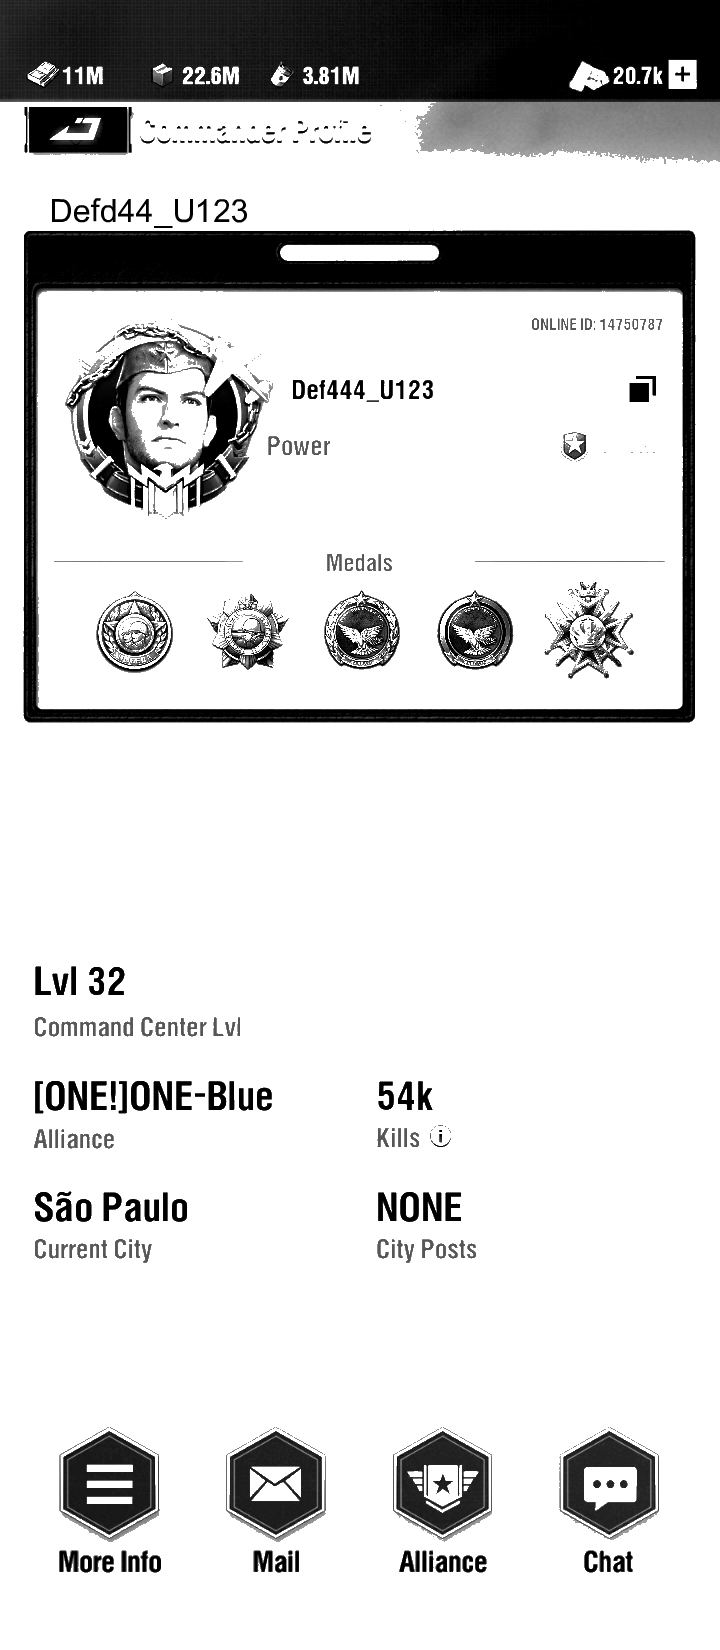 11M 22.6M 3.81M 20.7k +
Commander Profile
Defd44_U123
ONLINE ID: 14750787
Def444_U123
Power
Medals
Lvl 32
Command Center Lvl
[ONE!]ONE-Blue 54k
Alliance Kills
São Paulo NONE
Current City City Posts
More Info Mail Alliance Chat